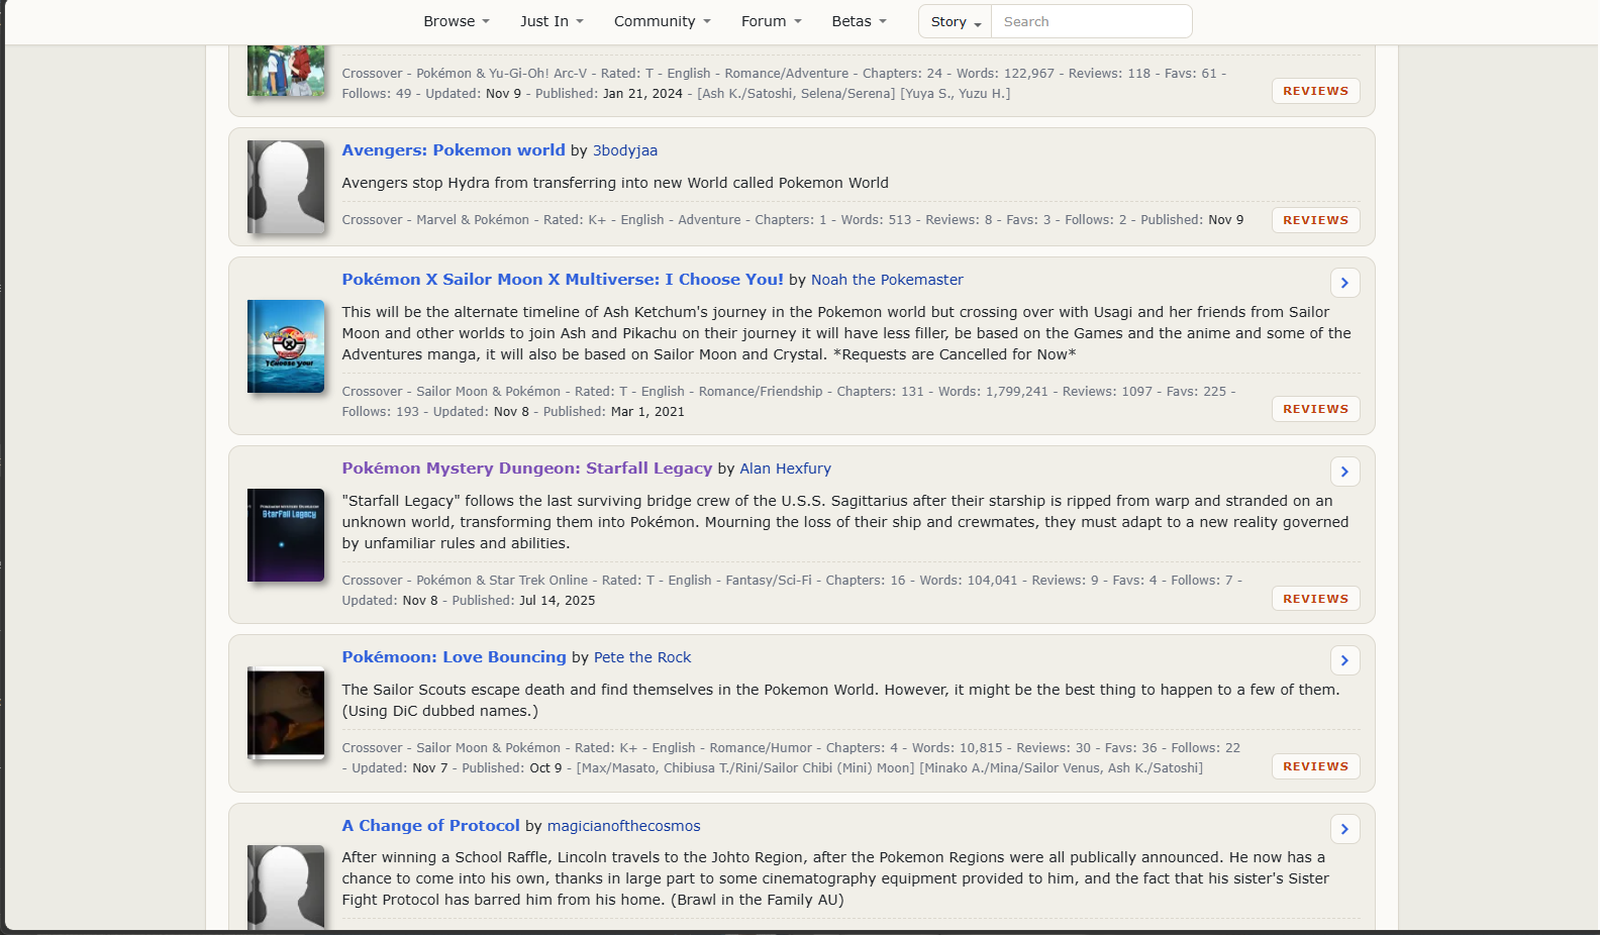 Browse Just In Community Forum Betas Story Search
Crossover - Pokémon & Yu-Gi-Oh! Arc-V - Rated: T - English - Romance/Adventure - Chapters: 24 - Words: 122,967 - Reviews: 118 - Favs: 61 -
Follows: 49 - Updated: Nov 9 - Published: Jan 21, 2024 - [Ash K./Satoshi, Selena/Serena] [Yuya S., Yuzu H.]
REVIEWS
Avengers: Pokemon world by 3bodyjaa
Avengers stop Hydra from transferring into new World called Pokemon World
Crossover - Marvel & Pokémon - Rated: K+ - English - Adventure - Chapters: 1 - Words: 513 - Reviews: 8 - Favs: 3 - Follows: 2 - Published: Nov 9
REVIEWS
Pokémon X Sailor Moon X Multiverse: I Choose You! by Noah the Pokemaster
This will be the alternate timeline of Ash Ketchum's journey in the Pokemon world but crossing over with Usagi and her friends from Sailor
Moon and other worlds to join Ash and Pikachu on their journey it will have less filler, be based on the Games and the anime and some of the
Adventures manga, it will also be based on Sailor Moon and Crystal. *Requests are Cancelled for Now*
I Choose You!
Crossover - Sailor Moon & Pokémon - Rated: T - English - Romance/Friendship - Chapters: 131 - Words: 1,799,241 - Reviews: 1097 - Favs: 225 -
Follows: 193 - Updated: Nov 8 - Published: Mar 1, 2021
REVIEWS
Pokémon Mystery Dungeon: Starfall Legacy by Alan Hexfury
"Starfall Legacy" follows the last surviving bridge crew of the U.S.S. Sagittarius after their starship is ripped from warp and stranded on an
unknown world, transforming them into Pokémon. Mourning the loss of their ship and crewmates, they must adapt to a new reality governed
by unfamiliar rules and abilities.
Pokemon Mystery Dungeon
Starfall Legacy
Crossover - Pokémon & Star Trek Online - Rated: T - English - Fantasy/Sci-Fi - Chapters: 16 - Words: 104,041 - Reviews: 9 - Favs: 4 - Follows: 7 -
Updated: Nov 8 - Published: Jul 14, 2025
REVIEWS
Pokémoon: Love Bouncing by Pete the Rock
The Sailor Scouts escape death and find themselves in the Pokemon World. However, it might be the best thing to happen to a few of them.
(Using DiC dubbed names.)
Crossover - Sailor Moon & Pokémon - Rated: K+ - English - Romance/Humor - Chapters: 4 - Words: 10,815 - Reviews: 30 - Favs: 36 - Follows: 22
- Updated: Nov 7 - Published: Oct 9 - [Max/Masato, Chibiusa T./Rini/Sailor Chibi (Mini) Moon] [Minako A./Mina/Sailor Venus, Ash K./Satoshi]
REVIEWS
A Change of Protocol by magicianofthecosmos
After winning a School Raffle, Lincoln travels to the Johto Region, after the Pokemon Regions were all publically announced. He now has a
chance to come into his own, thanks in large part to some cinematography equipment provided to him, and the fact that his sister's Sister
Fight Protocol has barred him from his home. (Brawl in the Family AU)